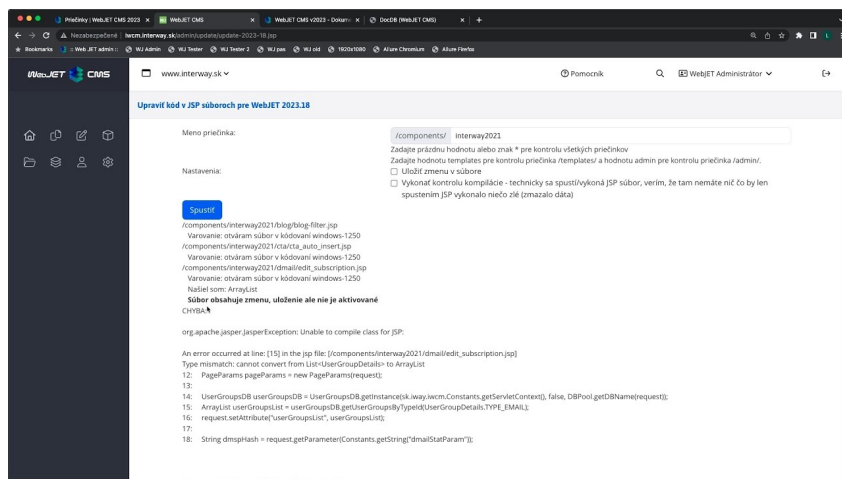 Priečinky | WebJET CMS 2023
WebJET CMS
WebJET CMS v2023 - Dokume
DocDB (WebJET CMS)
Nezabezpečené | iwcm.interway.sk/admin/update/update-2023-18.jsp
Bookmarks
:: Web JET admin ::
WJ Admin
WJ Tester
WJ Tester 2
WJ pas
WJ old
1920x1080
Allure Chromium
Allure Firefox
WebJET CMS
www.interway.sk
Pomocník
WebJET Administrátor
Upraviť kód v JSP súboroch pre WebJET 2023.18
Meno priečinka:
/components/ interway2021
Zadajte prázdnu hodnotu alebo znak * pre kontrolu všetkých priečinkov
Zadajte hodnotu templates pre kontrolu priečinka /templates/ a hodnotu admin pre kontrolu priečinka /admin/.
Nastavenia:
Uložiť zmenu v súbore
Vykonať kontrolu kompilácie - technicky sa spustí/vykoná JSP súbor, verím, že tam nemáte nič čo by len
spustením JSP vykonalo niečo zlé (zmazalo dáta)
Spustiť
/components/interway2021/blog/blog-filter.jsp
Varovanie: otváram súbor v kódovaní windows-1250
/components/interway2021/cta/cta_auto_insert.jsp
Varovanie: otváram súbor v kódovaní windows-1250
/components/interway2021/dmail/edit_subscription.jsp
Varovanie: otváram súbor v kódovaní windows-1250
Našiel som: ArrayList
Súbor obsahuje zmenu, uloženie ale nie je aktivované
CHYBA:
org.apache.jasper.JasperException: Unable to compile class for JSP:
An error occurred at line: [15] in the jsp file: [/components/interway2021/dmail/edit_subscription.jsp]
Type mismatch: cannot convert from List<UserGroupDetails> to ArrayList
12: PageParams pageParams = new PageParams(request);
13:
14: UserGroupsDB userGroupsDB = UserGroupsDB.getInstance(sk.iway.iwcm.Constants.getServletContext(), false, DBPool.getDBName(request));
15: ArrayList userGroupsList = userGroupsDB.getUserGroupsByTypeId(UserGroupDetails.TYPE_EMAIL);
16: request.setAttribute("userGroupsList", userGroupsList);
17:
18: String dmspHash = request.getParameter(Constants.getString("dmailStatParam"));